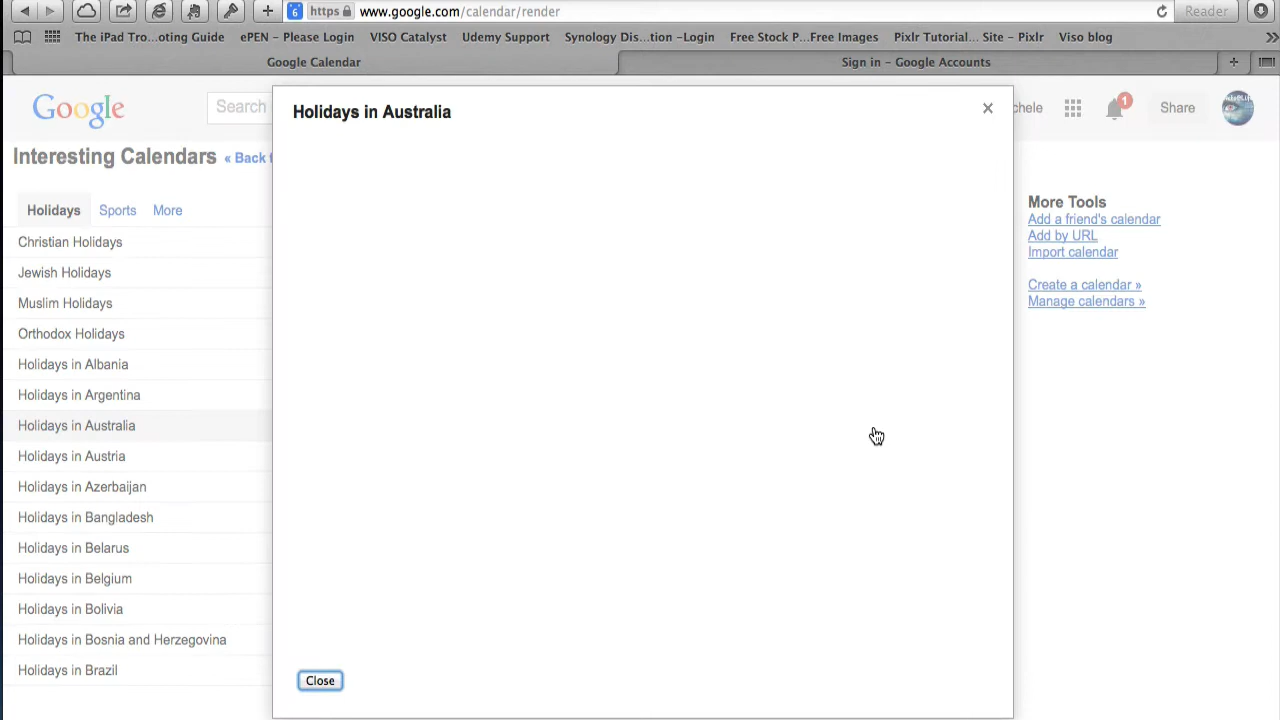 https www.google.com/calendar/render Reader
The iPad Tro...oting Guide ePEN – Please Login VISO Catalyst Udemy Support Synology Dis...tion -Login Free Stock P...Free Images Pixlr Tutorial... Site - Pixlr Viso blog
Google Calendar Sign in – Google Accounts
Google Search Holidays in Australia × chele 1 Share
Interesting Calendars « Back
Holidays Sports More
Christian Holidays
Jewish Holidays
Muslim Holidays
Orthodox Holidays
Holidays in Albania
Holidays in Argentina
Holidays in Australia
Holidays in Austria
Holidays in Azerbaijan
Holidays in Bangladesh
Holidays in Belarus
Holidays in Belgium
Holidays in Bolivia
Holidays in Bosnia and Herzegovina
Holidays in Brazil
Close
More Tools
Add a friend's calendar
Add by URL
Import calendar
Create a calendar »
Manage calendars »